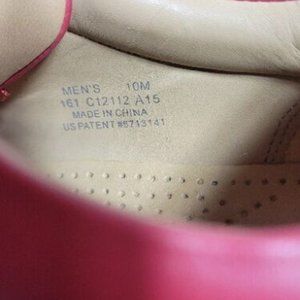 MEN'S 10M
161 C12112 A15
MADE IN CHINA
US PATENT #6713141